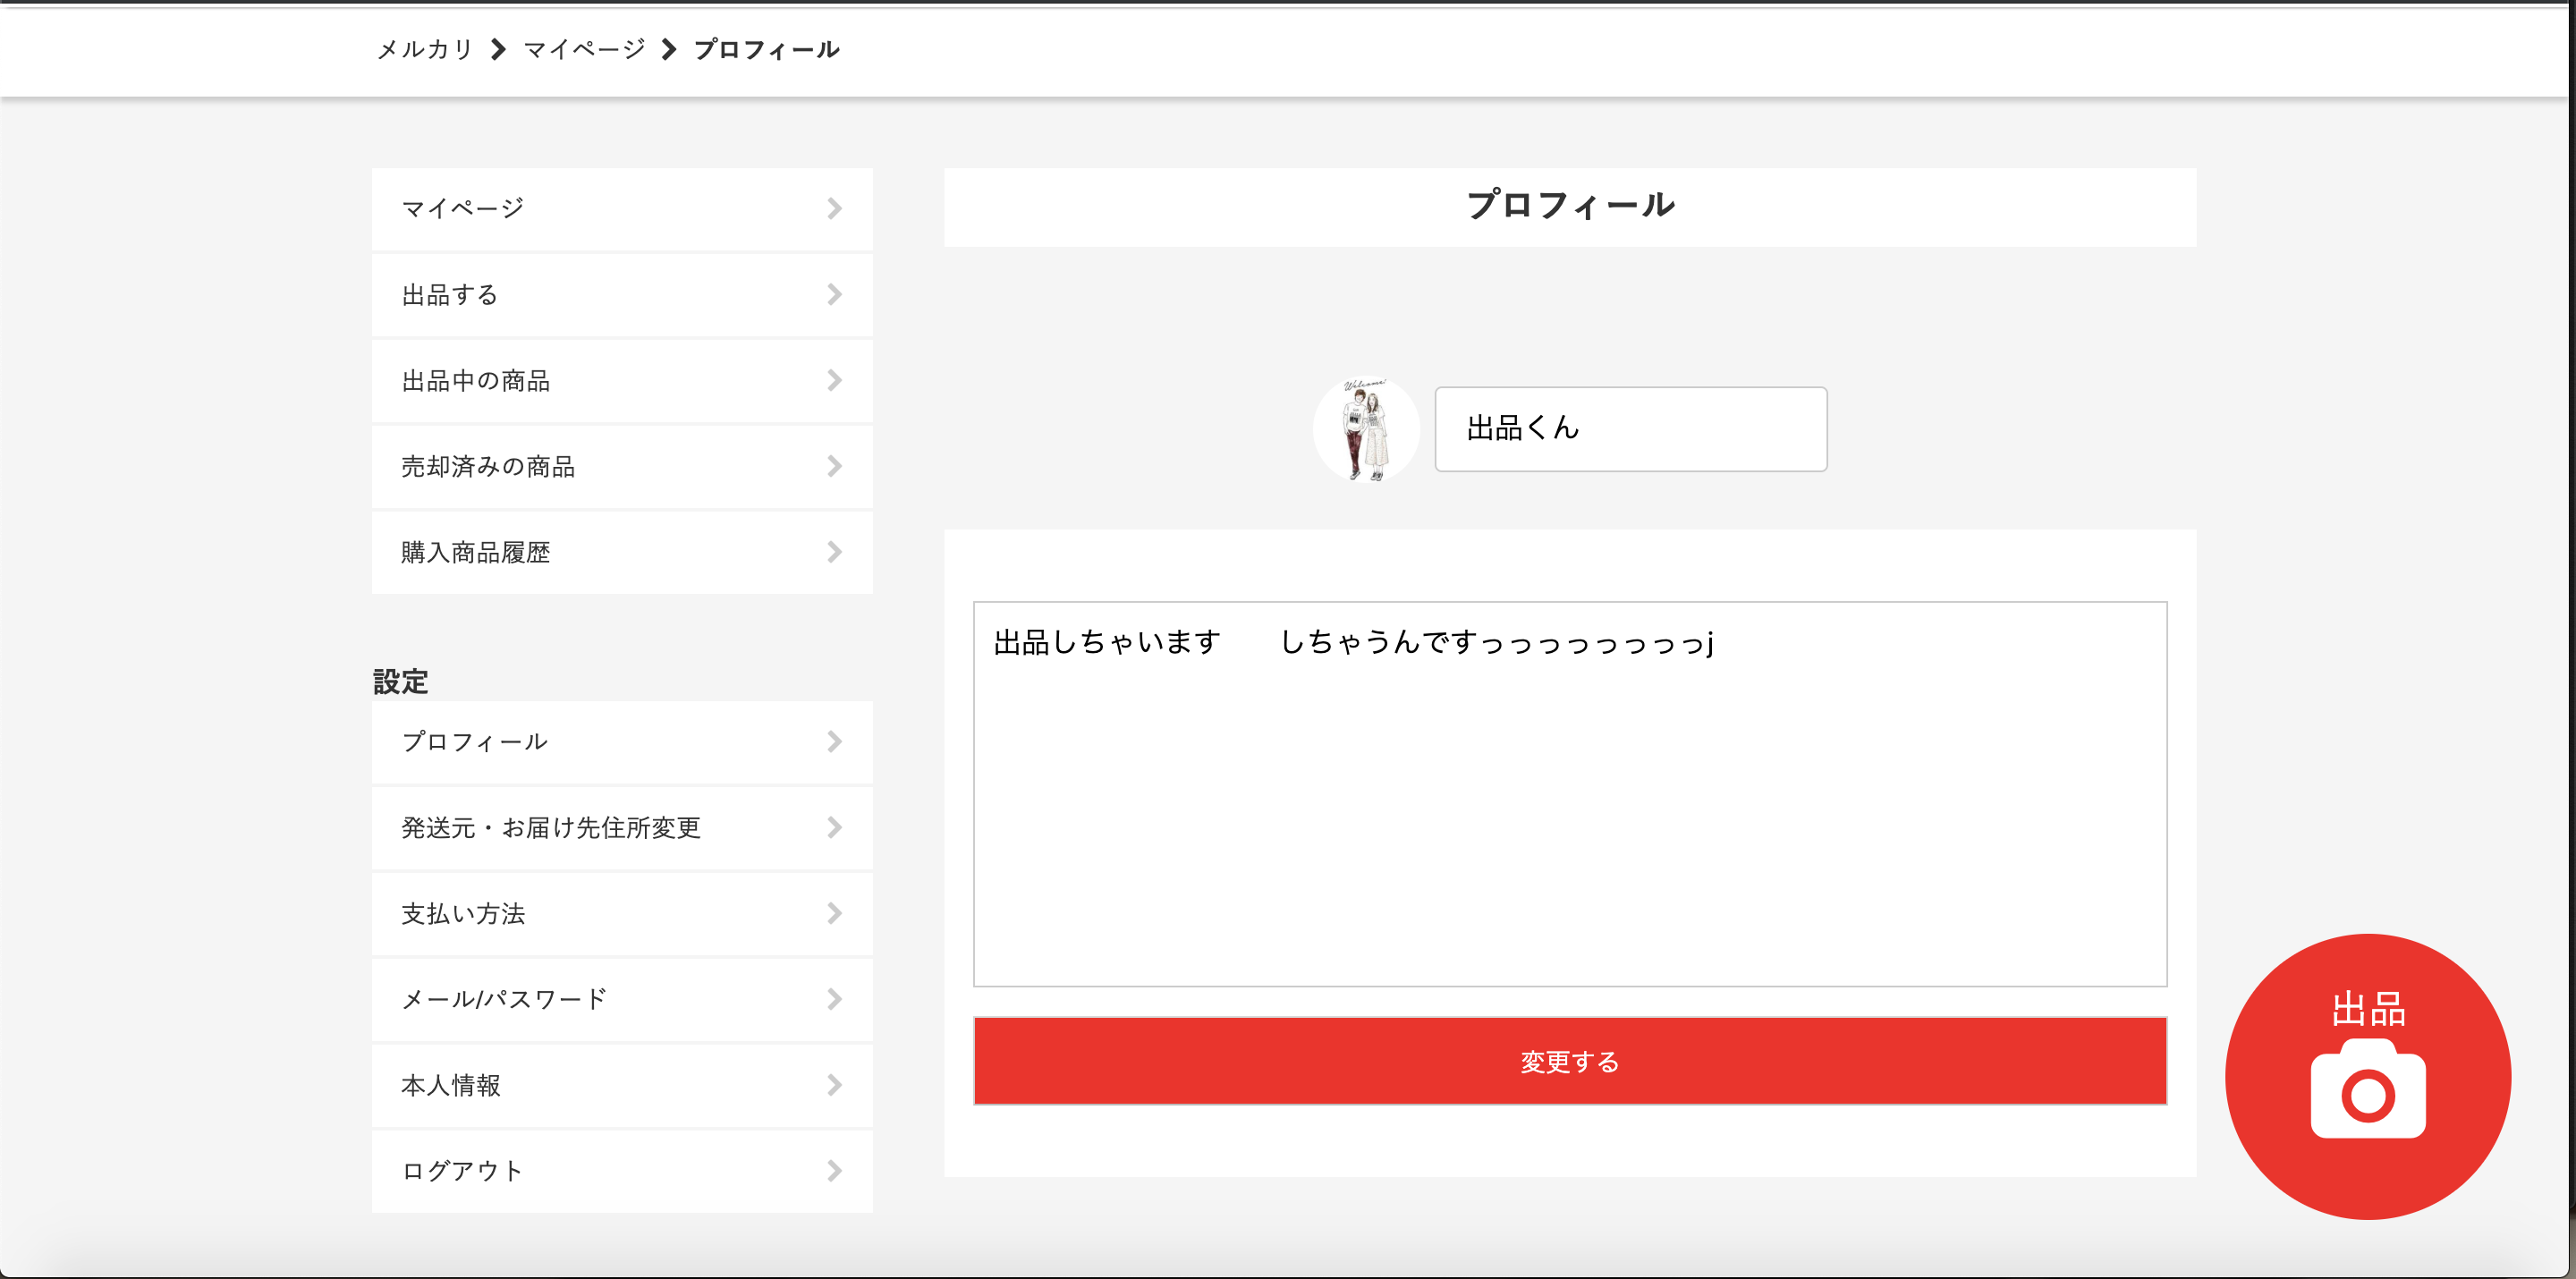 メルカリ マイページ プロフィール
マイページ
出品する
出品中の商品
売却済みの商品
購入商品履歴
設定
プロフィール
発送元・お届け先住所変更
支払い方法
メール/パスワード
本人情報
ログアウト
プロフィール
Welcome
出品くん
出品しちゃいます　　しちゃうんですっっっっっっっっj
変更する
出品